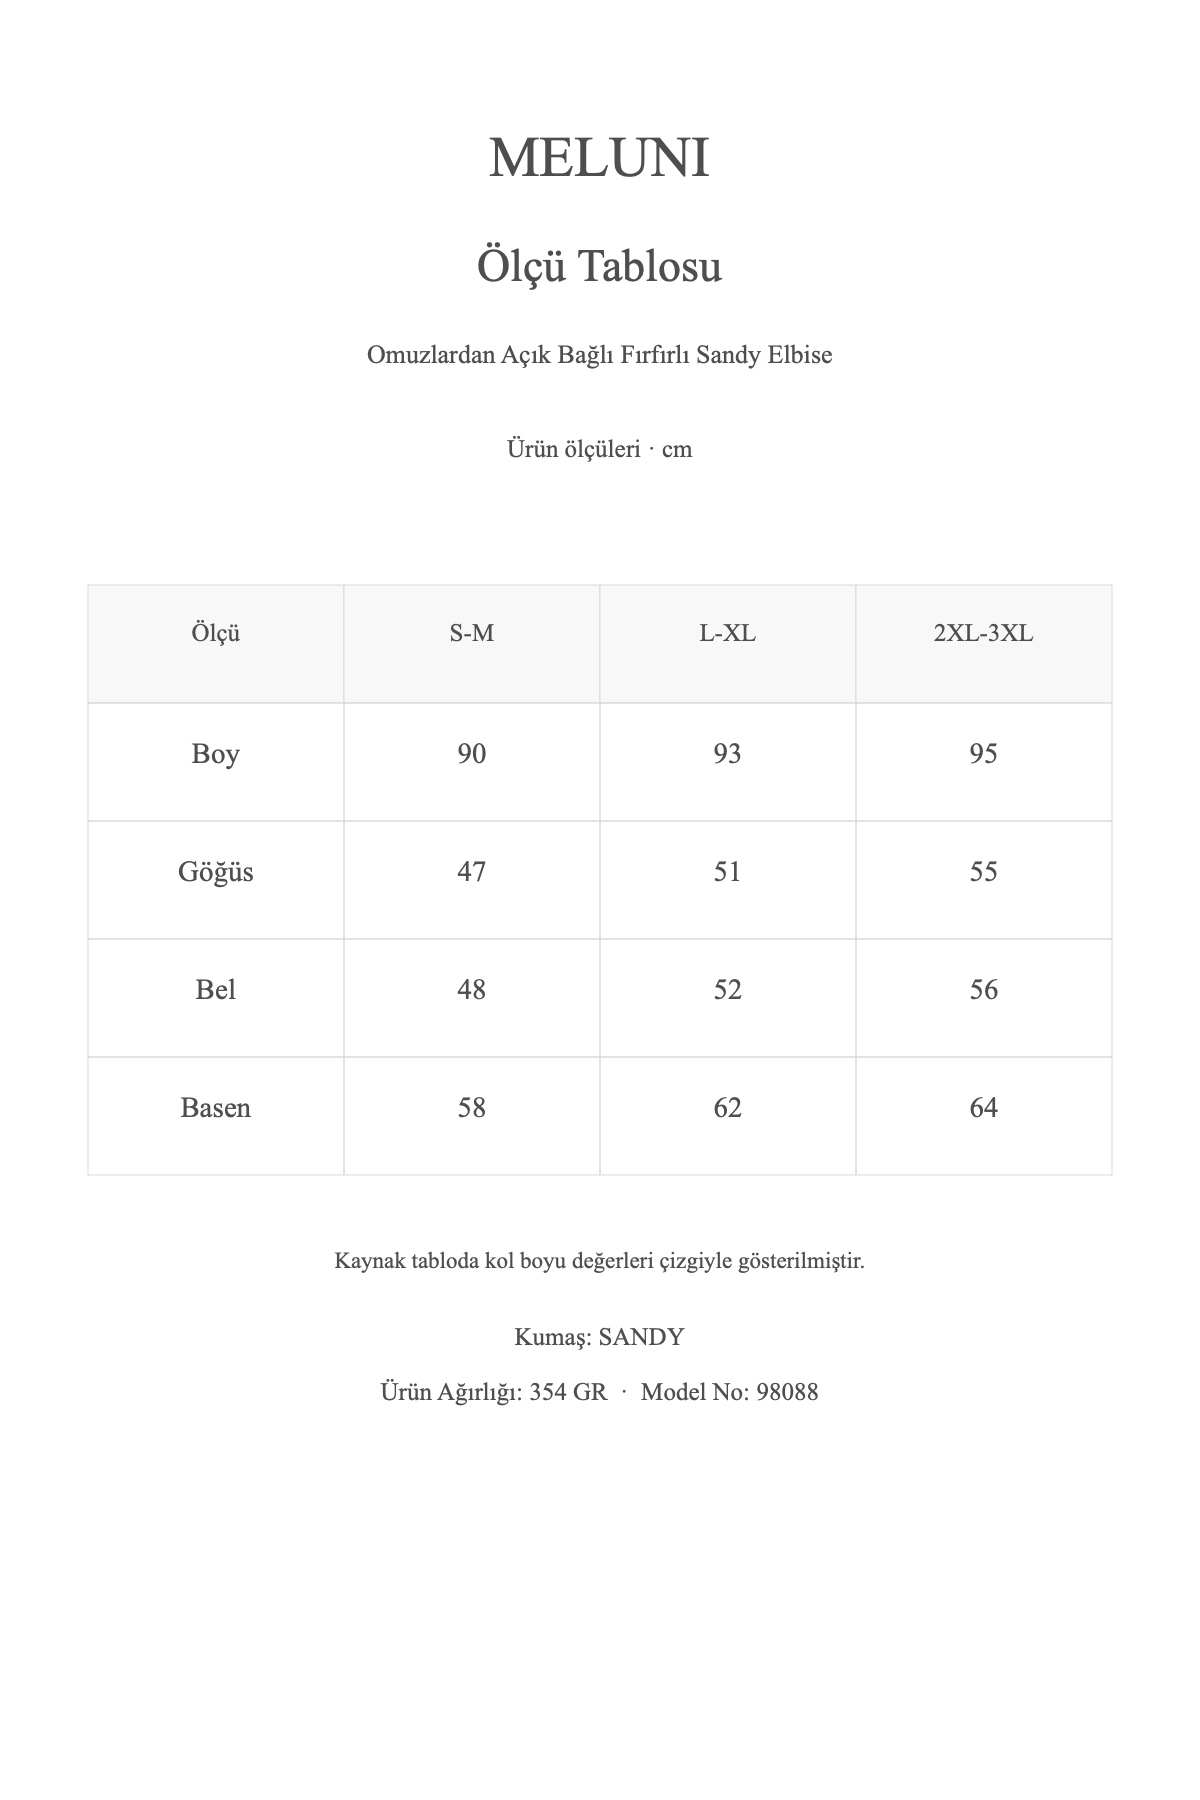 MELUNI
Ölçü Tablosu
Omuzlardan Açık Bağlı Fırfırlı Sandy Elbise
Ürün ölçüleri · cm
Ölçü S-M L-XL 2XL-3XL
Boy 90 93 95
Göğüs 47 51 55
Bel 48 52 56
Basen 58 62 64
Kaynak tabloda kol boyu değerleri çizgiyle gösterilmiştir.
Kumaş: SANDY
Ürün Ağırlığı: 354 GR · Model No: 98088